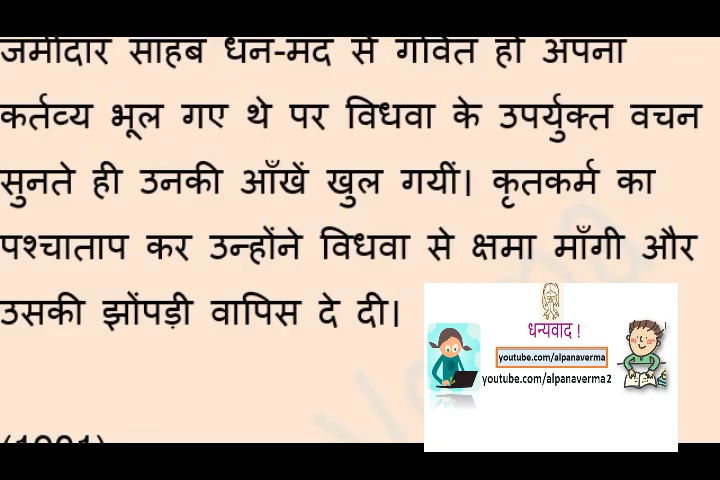 जमींदार साहब धन-मद से गर्वित हो अपना
कर्तव्य भूल गए थे पर विधवा के उपर्युक्त वचन
सुनते ही उनकी आँखें खुल गयीं। कृतकर्म का
पश्चाताप कर उन्होंने विधवा से क्षमा माँगी और
उसकी झोंपड़ी वापिस दे दी।
धन्यवाद !
youtube.com/alpanaverma
youtube.com/alpanaverma2